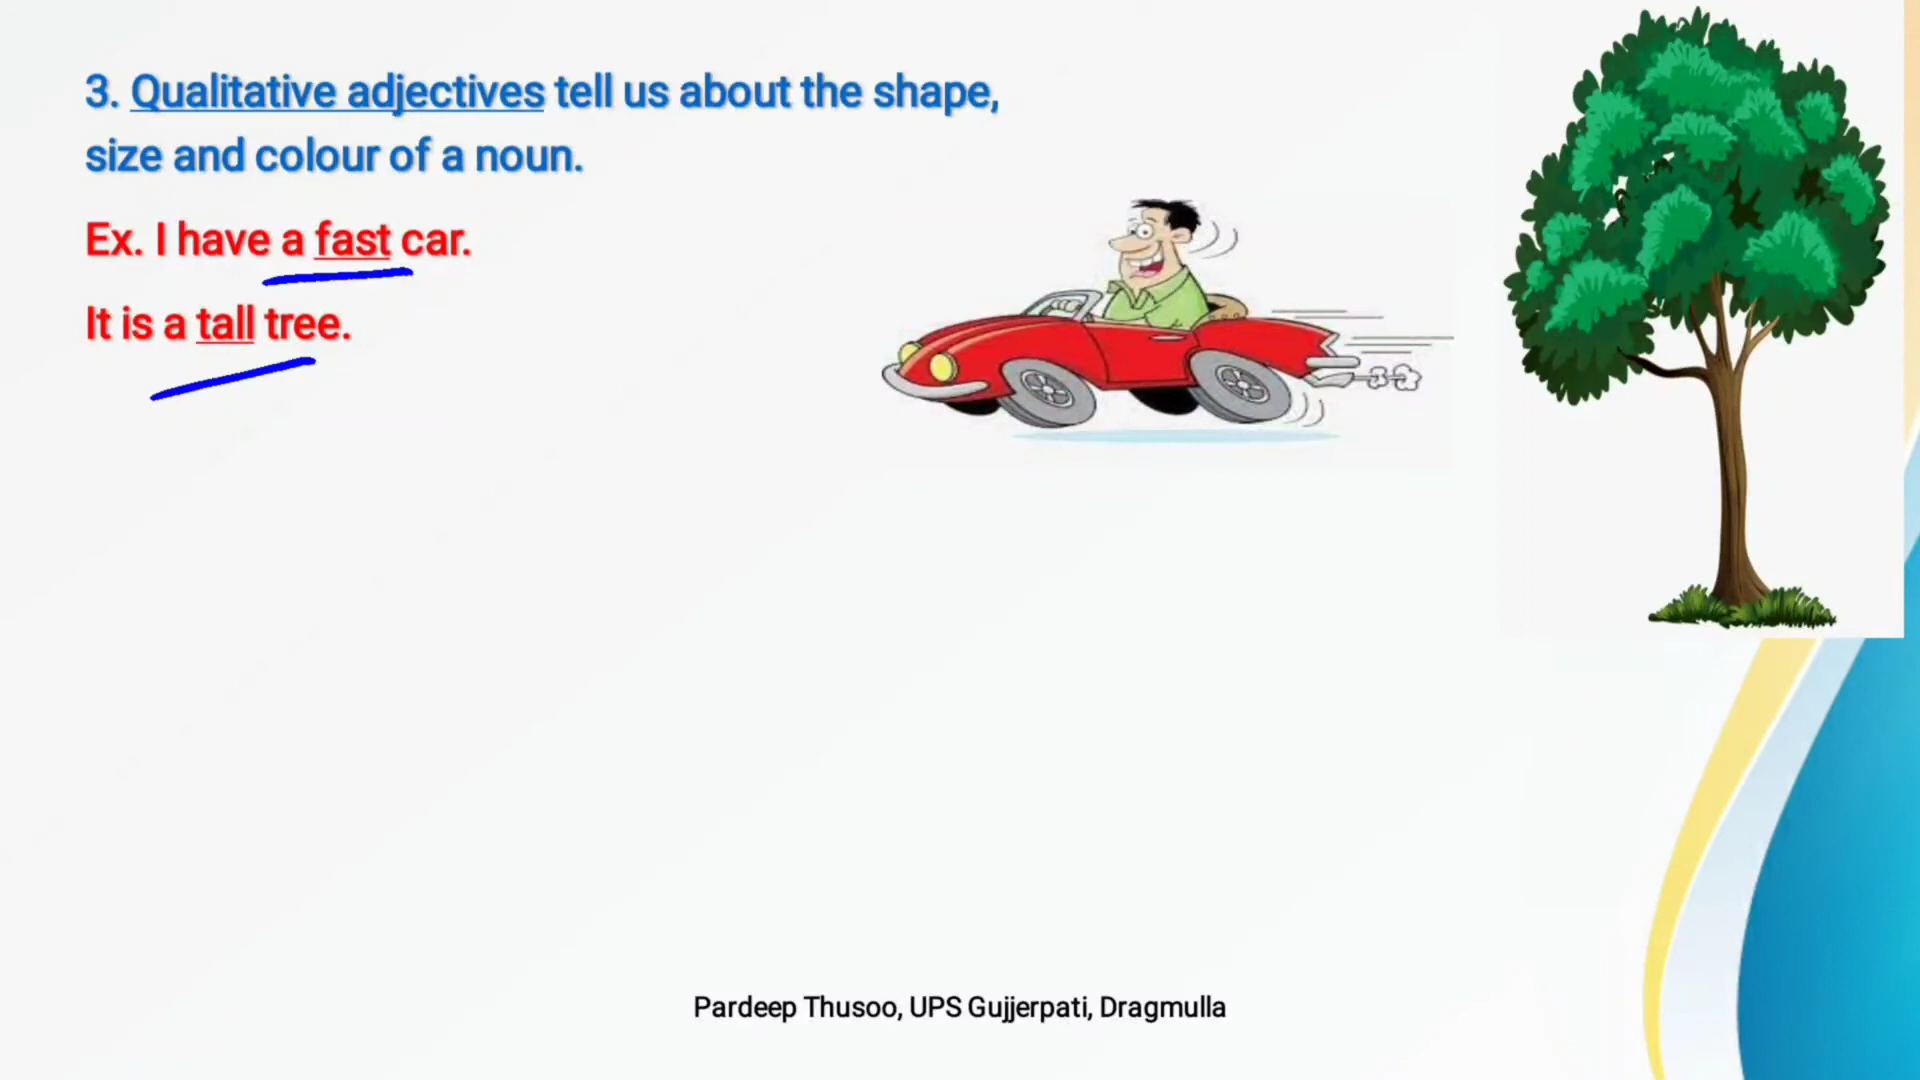 3. Qualitative adjectives tell us about the shape,
size and colour of a noun.
Ex. I have a fast car.
It is a tall tree.
Pardeep Thusoo, UPS Gujjerpati, Dragmulla